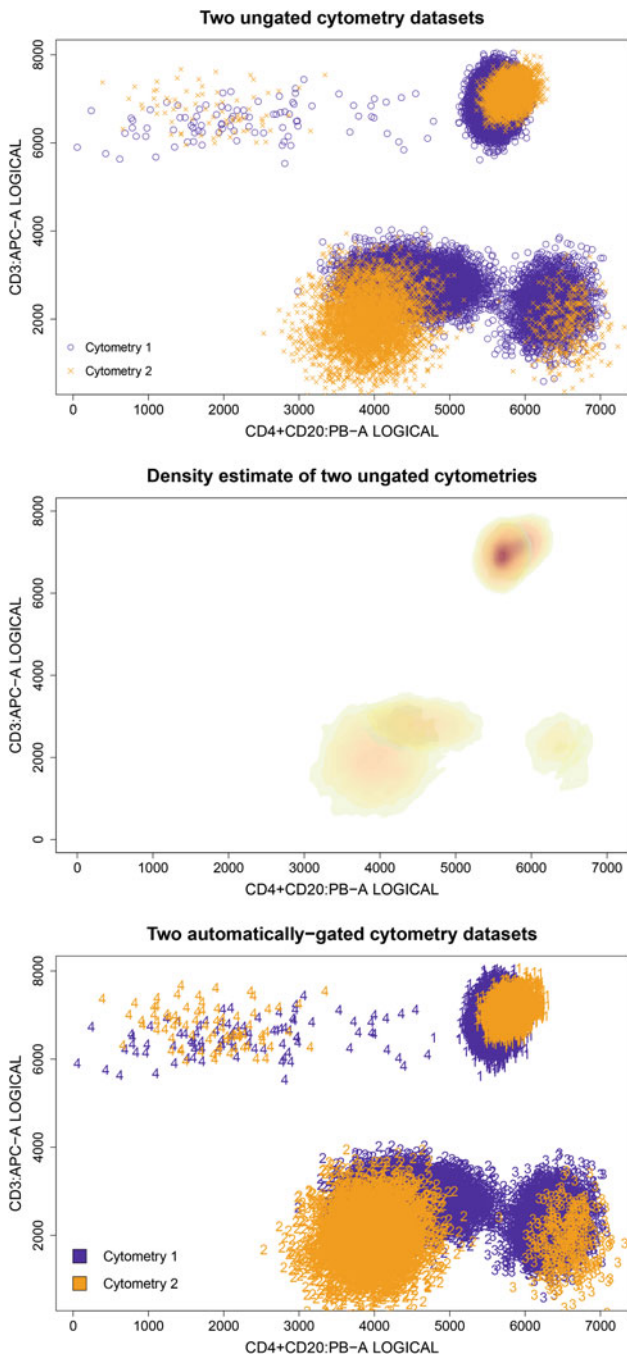 Two ungated cytometry datasets
8000
6000
4000
2000
CD3:APC−A LOGICAL
Cytometry 1
Cytometry 2
0 1000 2000 3000 4000 5000 6000 7000
CD4+CD20:PB−A LOGICAL
Density estimate of two ungated cytometries
8000
6000
4000
2000
0
CD3:APC−A LOGICAL
0 1000 2000 3000 4000 5000 6000 7000
CD4+CD20:PB−A LOGICAL
Two automatically−gated cytometry datasets
8000
6000
4000
2000
CD3:APC−A LOGICAL
Cytometry 1
Cytometry 2
0 1000 2000 3000 4000 5000 6000 7000
CD4+CD20:PB−A LOGICAL